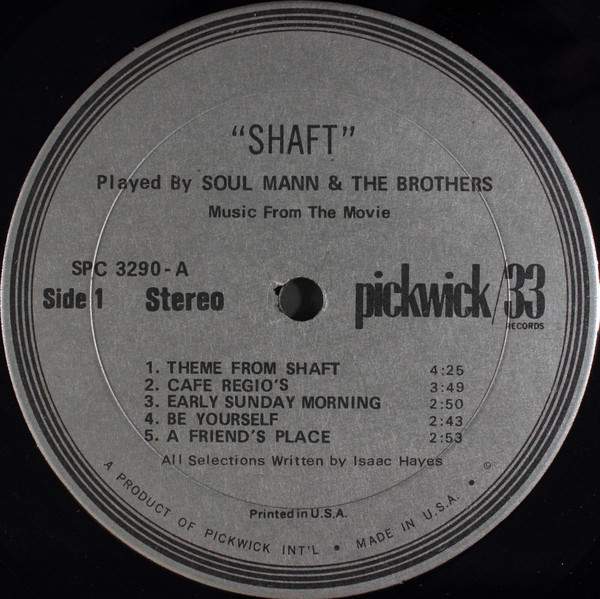 “SHAFT”
Played By SOUL MANN & THE BROTHERS
Music From The Movie
SPC 3290-A
Side 1 Stereo
pickwick/33
RECORDS
1. THEME FROM SHAFT 4:25
2. CAFE REGIO'S 3:49
3. EARLY SUNDAY MORNING 2:50
4. BE YOURSELF 2:43
5. A FRIEND'S PLACE 2:53
All Selections Written by Isaac Hayes
Printed in U.S.A.
A PRODUCT OF PICKWICK INT'L • MADE IN U.S.A. • ©